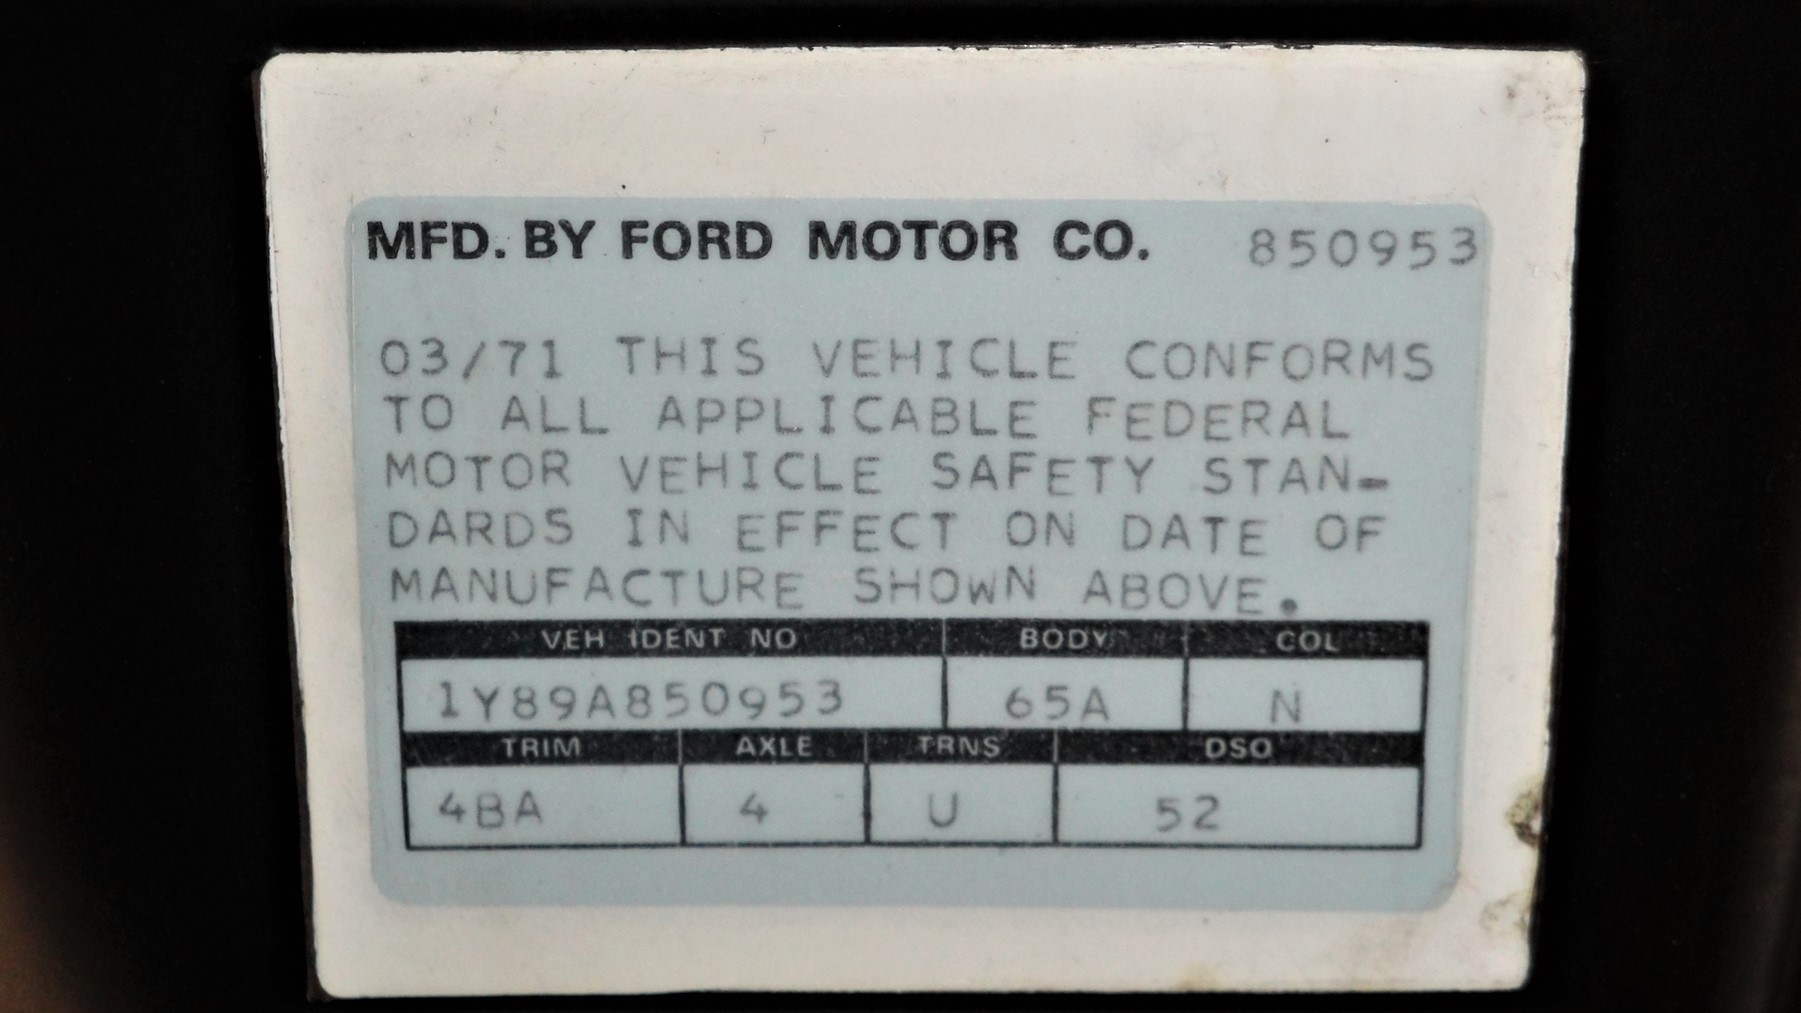 MFD. BY FORD MOTOR CO. 850953
03/71 THIS VEHICLE CONFORMS
TO ALL APPLICABLE FEDERAL
MOTOR VEHICLE SAFETY STAN-
DARDS IN EFFECT ON DATE OF
MANUFACTURE SHOWN ABOVE.
VEH IDENT NO BODY COL
1Y89A850953 65A N
TRIM AXLE TRNS DSO
4BA 4 U 52